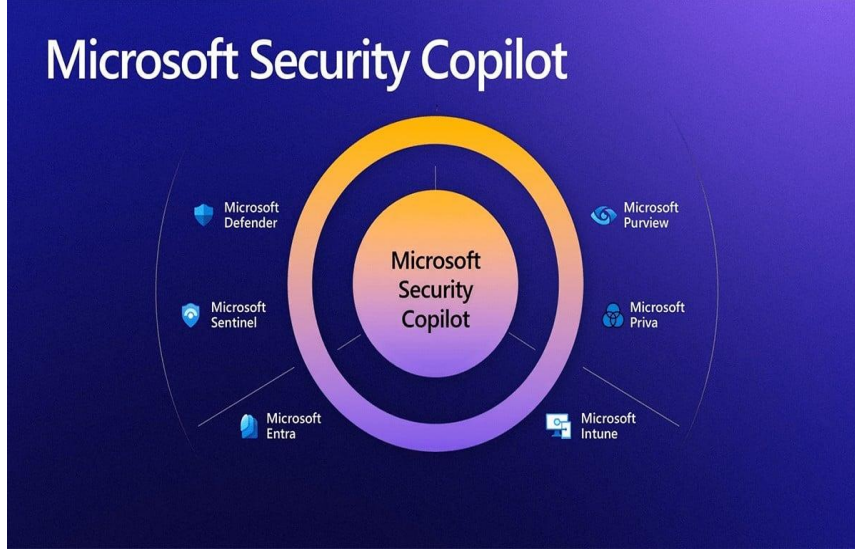 Microsoft Security Copilot
Microsoft
Defender
Microsoft
Sentinel
Microsoft
Entra
Microsoft
Security
Copilot
Microsoft
Purview
Microsoft
Priva
Microsoft
Intune